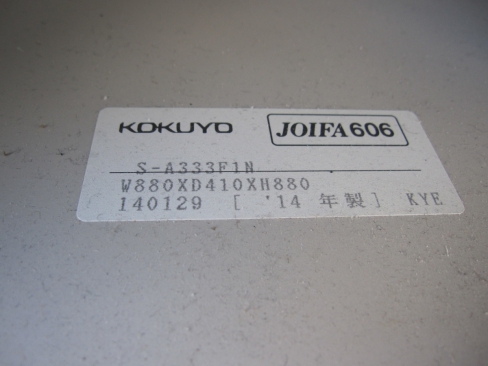 KOKUYO JOIFA606
S-A333F1N
W880XD410XH880
140129 [ '14 年製] KYE